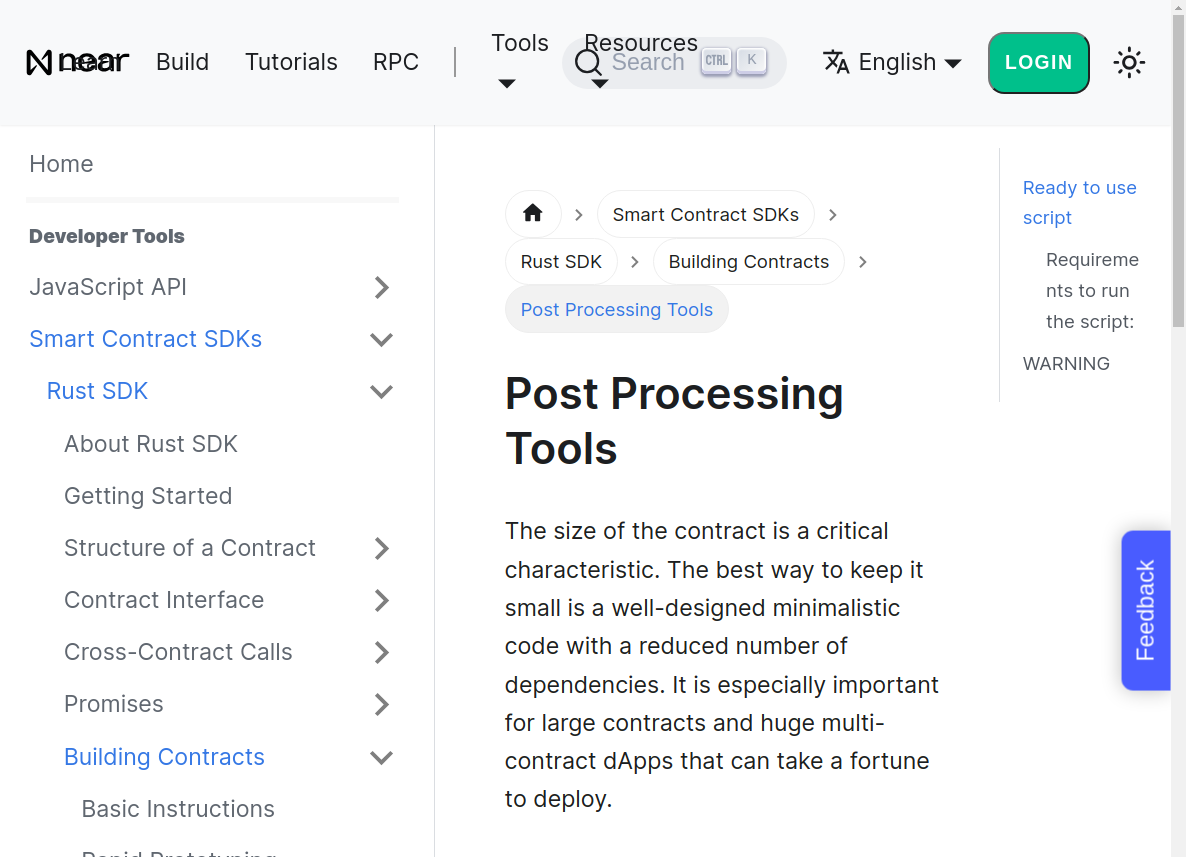 near
Learn
Build
Tutorials
RPC
Tools
Resources
Search
CTRL
K
English
LOGIN
Home
Developer Tools
JavaScript API
Smart Contract SDKs
Rust SDK
About Rust SDK
Getting Started
Structure of a Contract
Contract Interface
Cross-Contract Calls
Promises
Building Contracts
Basic Instructions
Rapid Prototyping
Smart Contract SDKs
Rust SDK
Building Contracts
Post Processing Tools
Post Processing
Tools
The size of the contract is a critical
characteristic. The best way to keep it
small is a well-designed minimalistic
code with a reduced number of
dependencies. It is especially important
for large contracts and huge multi-
contract dApps that can take a fortune
to deploy.
Ready to use
script
Requireme
nts to run
the script:
WARNING
Feedback